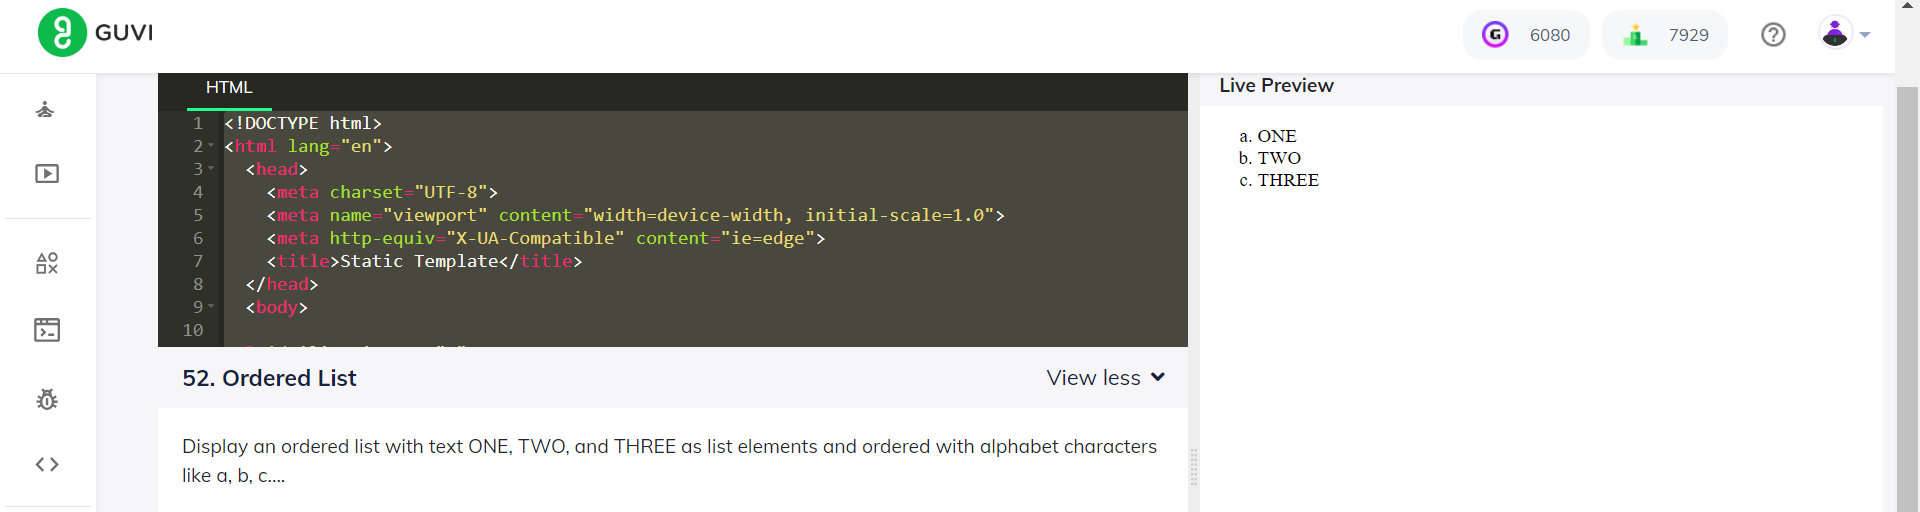 GUVI
6080
7929
HTML
Live Preview
1 <!DOCTYPE html>
2 <html lang="en">
3 <head>
4 <meta charset="UTF-8">
5 <meta name="viewport" content="width=device-width, initial-scale=1.0">
6 <meta http-equiv="X-UA-Compatible" content="ie=edge">
7 <title>Static Template</title>
8 </head>
9 <body>
10
a. ONE
b. TWO
c. THREE
52. Ordered List
View less
Display an ordered list with text ONE, TWO, and THREE as list elements and ordered with alphabet characters
like a, b, c....